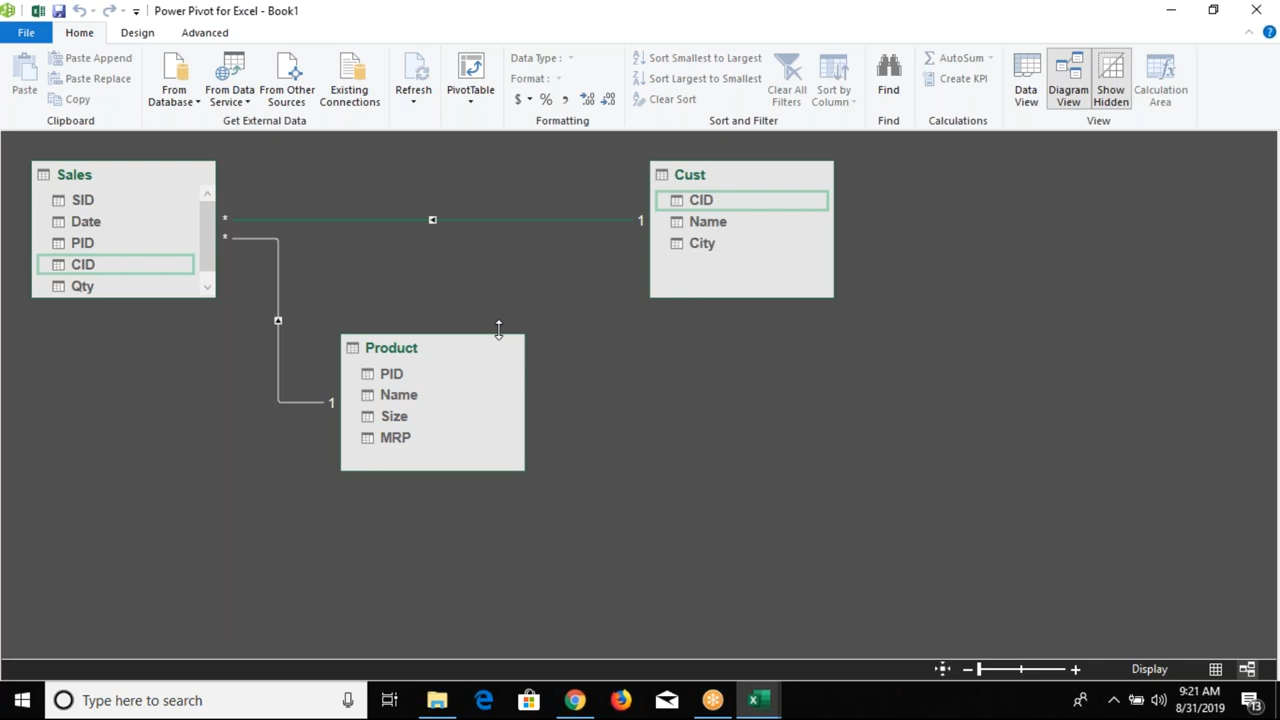 Power Pivot for Excel - Book1
File Home Design Advanced
Paste
Paste Append
Paste Replace
Copy
Clipboard
From Database
From Data Service
From Other Sources
Existing Connections
Get External Data
Refresh
PivotTable
Data Type :
Format :
$ % ,
Formatting
Sort Smallest to Largest
Sort Largest to Smallest
Clear Sort
Clear All Filters
Sort by Column
Sort and Filter
Find
Find
AutoSum
Create KPI
Calculations
Data View
Diagram View
Show Hidden
Calculation Area
View
Sales
SID
Date
PID
CID
Qty
*
*
1
Cust
CID
Name
City
1
Product
PID
Name
Size
MRP
Display
Type here to search
9:21 AM
8/31/2019
13